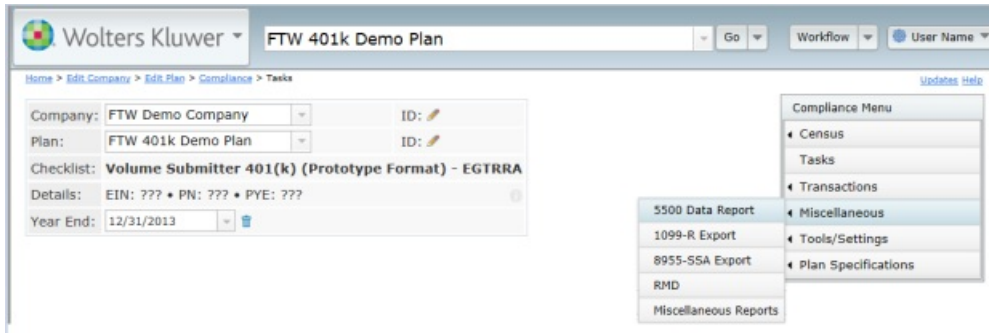 Wolters Kluwer FTW 401k Demo Plan Go Workflow User Name
Home > Edit Company > Edit Plan > Compliance > Tasks Updates Help
Company: FTW Demo Company ID:
Plan: FTW 401k Demo Plan ID:
Checklist: Volume Submitter 401(k) (Prototype Format) - EGTRRA
Details: EIN: ??? • PN: ??? • PYE: ???
Year End: 12/31/2013
Compliance Menu
Census
Tasks
Transactions
Miscellaneous
Tools/Settings
Plan Specifications
5500 Data Report
1099-R Export
8955-SSA Export
RMD
Miscellaneous Reports